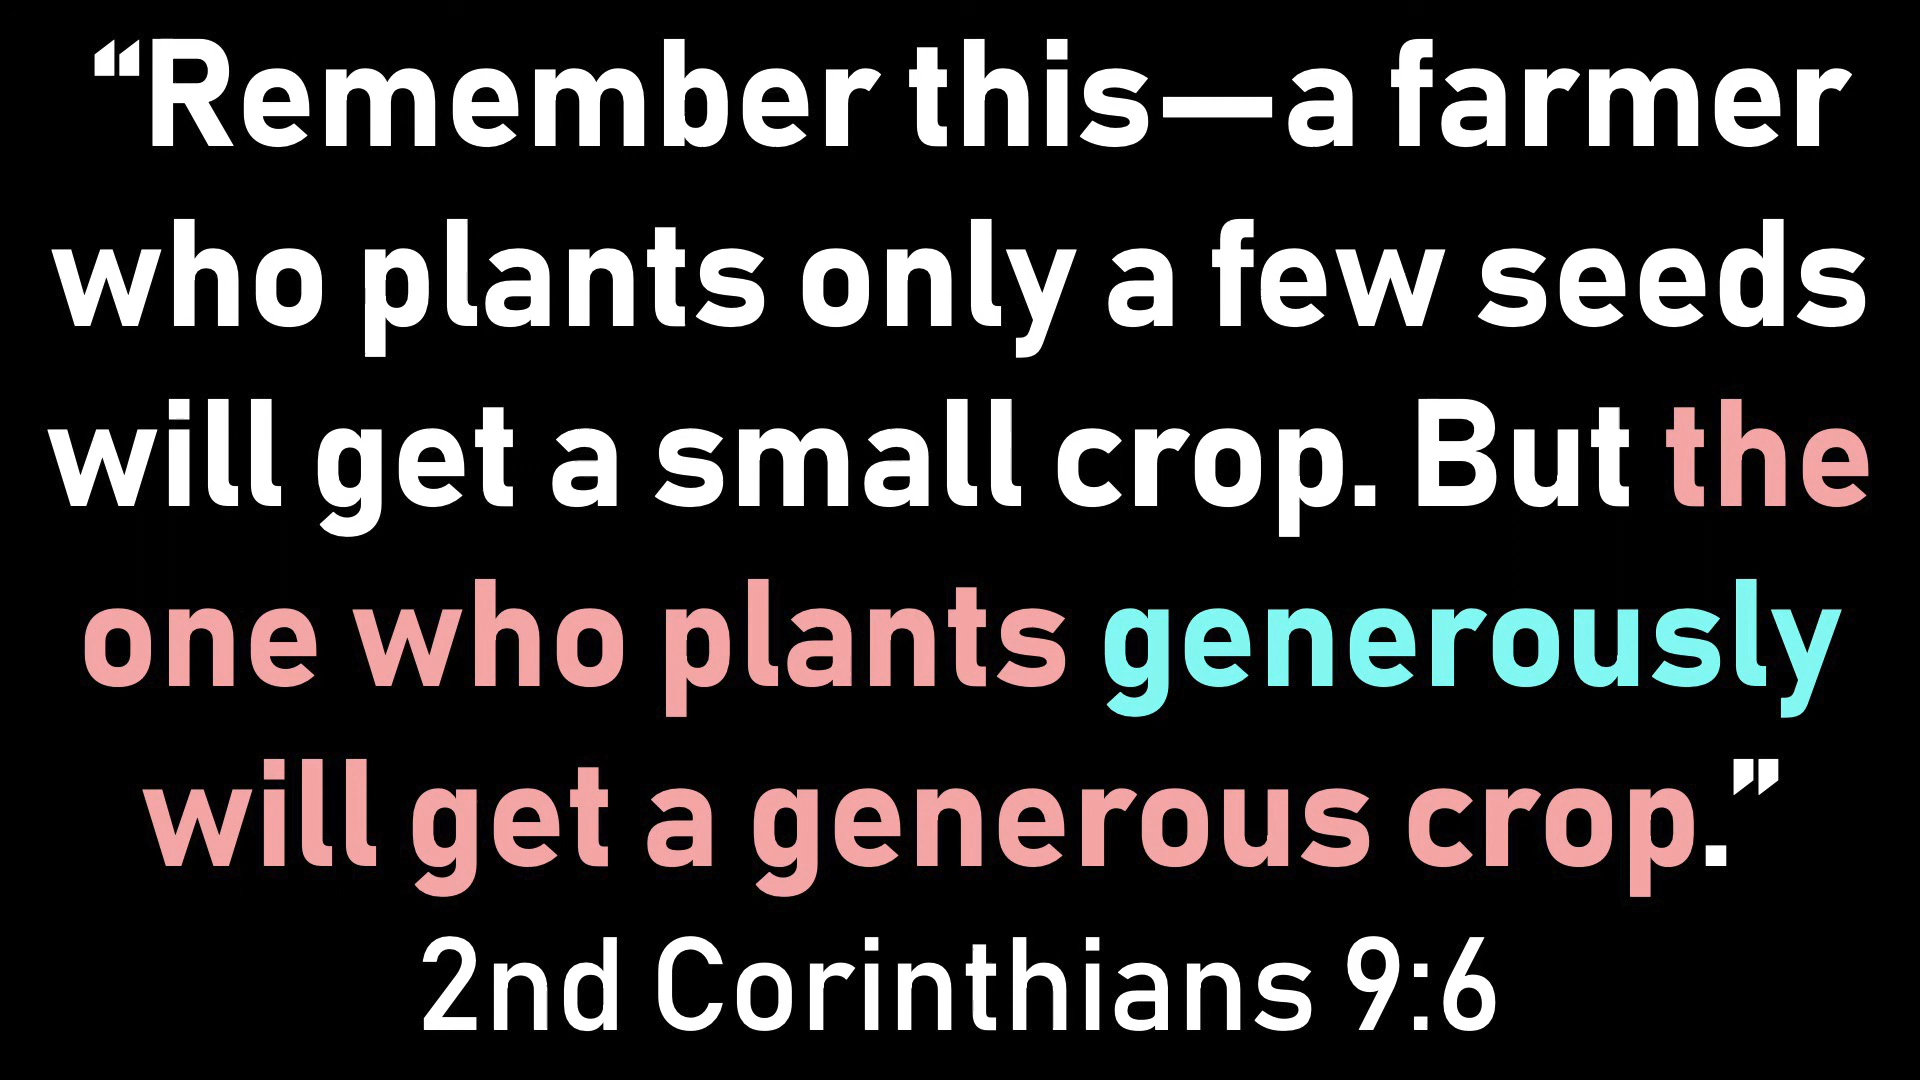 “Remember this—a farmer
who plants only a few seeds
will get a small crop. But the
one who plants generously
will get a generous crop.”
2nd Corinthians 9:6